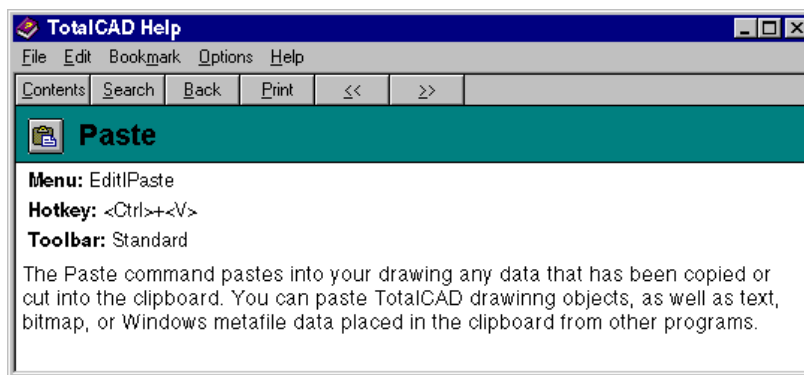 TotalCAD Help
File Edit Bookmark Options Help
Contents Search Back Print << >>
Paste
Menu: Edit|Paste
Hotkey: <Ctrl>+<V>
Toolbar: Standard
The Paste command pastes into your drawing any data that has been copied or
cut into the clipboard. You can paste TotalCAD drawinng objects, as well as text,
bitmap, or Windows metafile data placed in the clipboard from other programs.